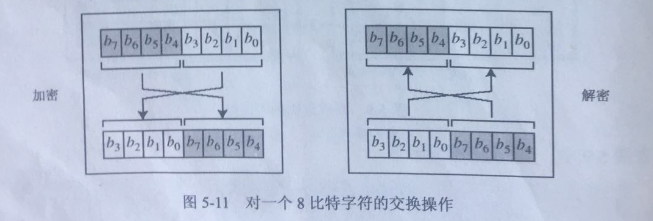 b₇ b₆ b₅ b₄ b₃ b₂ b₁ b₀
加密
b₃ b₂ b₁ b₀ b₇ b₆ b₅ b₄
b₇ b₆ b₅ b₄ b₃ b₂ b₁ b₀
解密
b₃ b₂ b₁ b₀ b₇ b₆ b₅ b₄
图 5-11 对一个 8 比特字符的交换操作